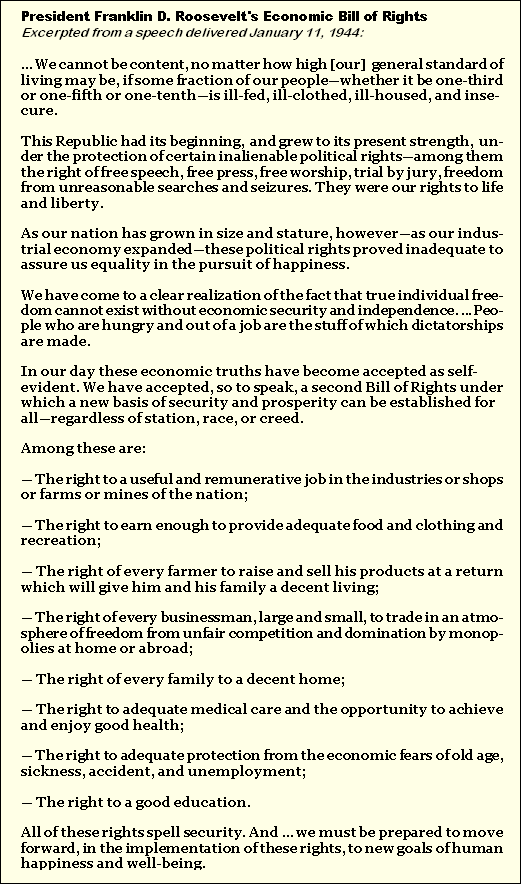 President Franklin D. Roosevelt's Economic Bill of Rights
Excerpted from a speech delivered January 11, 1944:
... We cannot be content, no matter how high [our] general standard of
living may be, if some fraction of our people—whether it be one-third
or one-fifth or one-tenth—is ill-fed, ill-clothed, ill-housed, and inse-
cure.
This Republic had its beginning, and grew to its present strength, un-
der the protection of certain inalienable political rights—among them
the right of free speech, free press, free worship, trial by jury, freedom
from unreasonable searches and seizures. They were our rights to life
and liberty.
As our nation has grown in size and stature, however—as our indus-
trial economy expanded—these political rights proved inadequate to
assure us equality in the pursuit of happiness.
We have come to a clear realization of the fact that true individual free-
dom cannot exist without economic security and independence. ... Peo-
ple who are hungry and out of a job are the stuff of which dictatorships
are made.
In our day these economic truths have become accepted as self-
evident. We have accepted, so to speak, a second Bill of Rights under
which a new basis of security and prosperity can be established for
all—regardless of station, race, or creed.
Among these are:
— The right to a useful and remunerative job in the industries or shops
or farms or mines of the nation;
— The right to earn enough to provide adequate food and clothing and
recreation;
— The right of every farmer to raise and sell his products at a return
which will give him and his family a decent living;
— The right of every businessman, large and small, to trade in an atmo-
sphere of freedom from unfair competition and domination by monop-
olies at home or abroad;
— The right of every family to a decent home;
— The right to adequate medical care and the opportunity to achieve
and enjoy good health;
— The right to adequate protection from the economic fears of old age,
sickness, accident, and unemployment;
— The right to a good education.
All of these rights spell security. And ... we must be prepared to move
forward, in the implementation of these rights, to new goals of human
happiness and well-being.